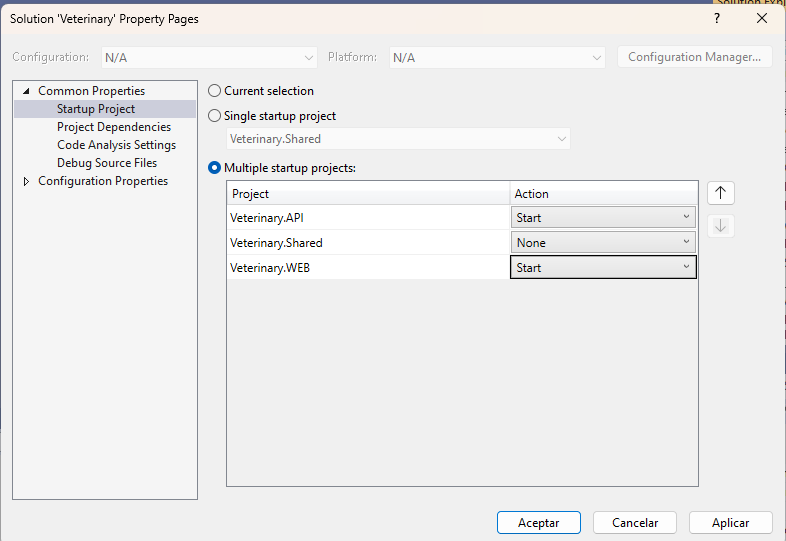 Solution 'Veterinary' Property Pages
?
Configuration: N/A Platform: N/A Configuration Manager...
Common Properties
Startup Project
Project Dependencies
Code Analysis Settings
Debug Source Files
Configuration Properties
Current selection
Single startup project
Veterinary.Shared
Multiple startup projects:
Project Action
Veterinary.API Start
Veterinary.Shared None
Veterinary.WEB Start
Aceptar Cancelar Aplicar